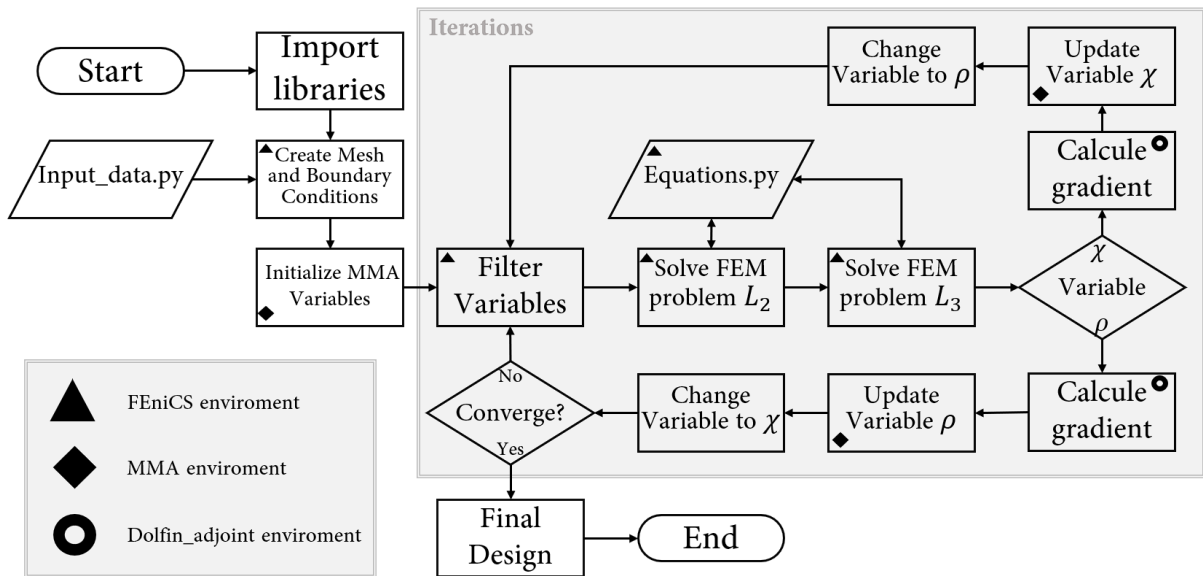 Iterations
Start
Import
libraries
Change
Variable to ρ
Update
Variable χ
Input_data.py
Create Mesh
and Boundary
Conditions
Equations.py
Calcule
gradient
Initialize MMA
Variables
Filter
Variables
Solve FEM
problem L₂
Solve FEM
problem L₃
χ
Variable
ρ
No
Converge?
Yes
Change
Variable to χ
Update
Variable ρ
Calcule
gradient
FEniCS enviroment
MMA enviroment
Dolfin_adjoint enviroment
Final
Design
End